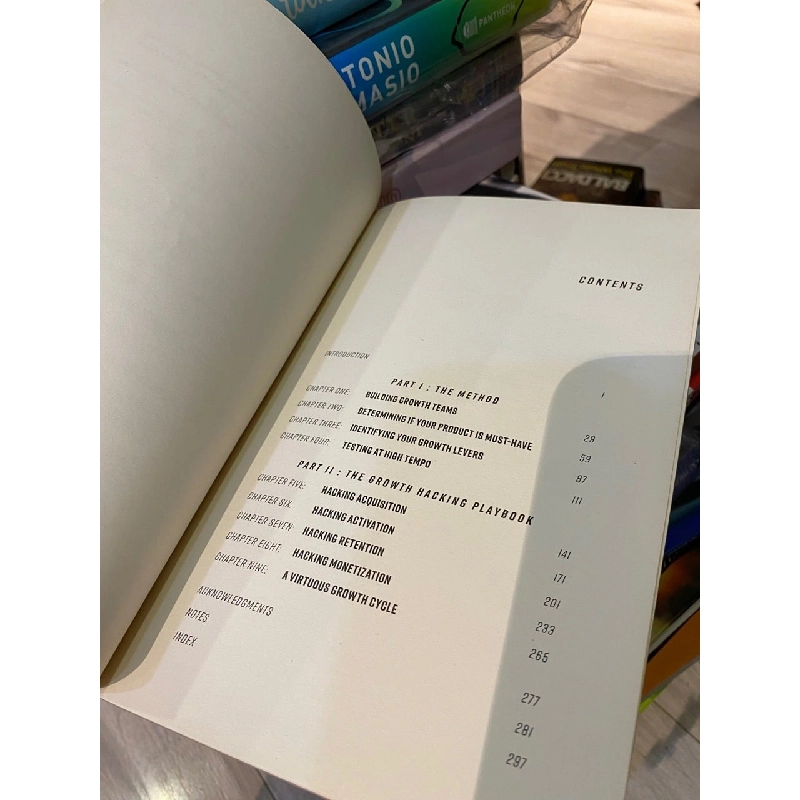 PANTHEON
TONIO
MASIO
BALDACCI
CONTENTS
INTRODUCTION 1
PART I : THE METHOD
CHAPTER ONE: BUILDING GROWTH TEAMS 29
CHAPTER TWO: DETERMINING IF YOUR PRODUCT IS MUST-HAVE 59
CHAPTER THREE: IDENTIFYING YOUR GROWTH LEVERS 87
CHAPTER FOUR: TESTING AT HIGH TEMPO 111
PART II : THE GROWTH HACKING PLAYBOOK
CHAPTER FIVE: HACKING ACQUISITION 141
CHAPTER SIX: HACKING ACTIVATION 171
CHAPTER SEVEN: HACKING RETENTION 201
CHAPTER EIGHT: HACKING MONETIZATION 233
CHAPTER NINE: A VIRTUOUS GROWTH CYCLE 265
ACKNOWLEDGMENTS 277
NOTES 281
INDEX 297